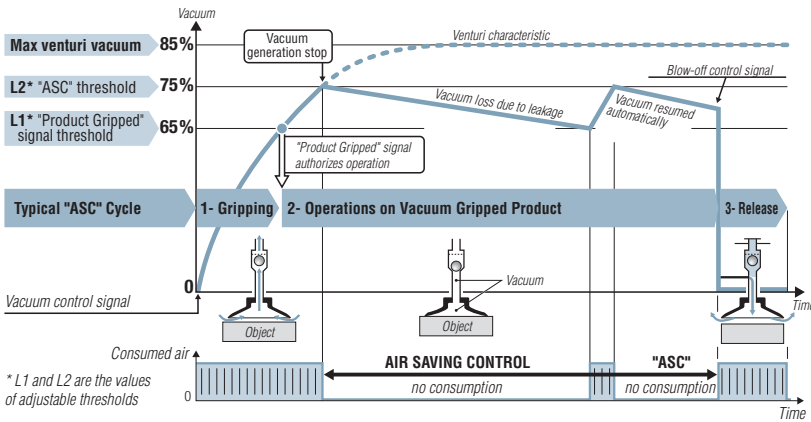 Vacuum
Max venturi vacuum
85%
Vacuum
generation stop
Venturi characteristic
L2* "ASC" threshold
75%
Blow-off control signal
Vacuum loss due to leakage
Vacuum resumed
automatically
L1* "Product Gripped"
signal threshold
65%
"Product Gripped" signal
authorizes operation
Typical "ASC" Cycle
1- Gripping
2- Operations on Vacuum Gripped Product
3- Release
Vacuum
0
Time
Vacuum control signal
Object
Object
Consumed air
AIR SAVING CONTROL
"ASC"
no consumption
no consumption
* L1 and L2 are the values
of adjustable thresholds
0
Time